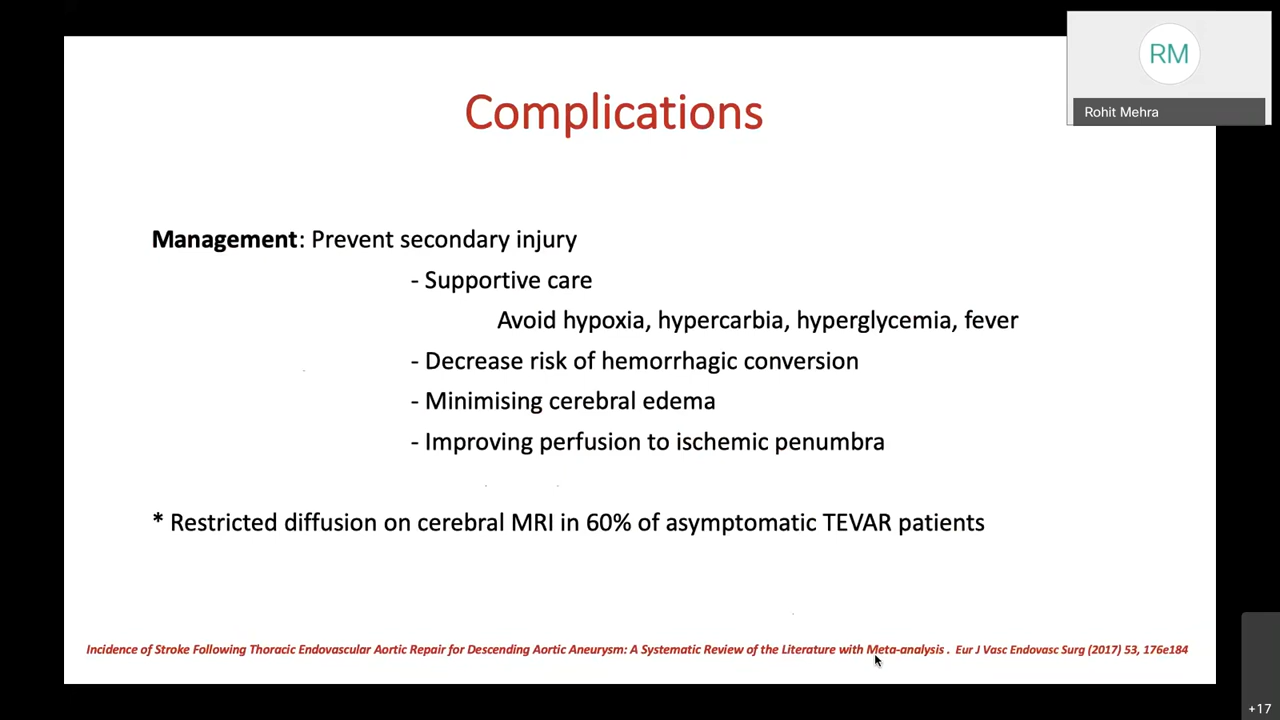 RM
Rohit Mehra
Complications
Management: Prevent secondary injury
- Supportive care
Avoid hypoxia, hypercarbia, hyperglycemia, fever
- Decrease risk of hemorrhagic conversion
- Minimising cerebral edema
- Improving perfusion to ischemic penumbra
* Restricted diffusion on cerebral MRI in 60% of asymptomatic TEVAR patients
Incidence of Stroke Following Thoracic Endovascular Aortic Repair for Descending Aortic Aneurysm: A Systematic Review of the Literature with Meta-analysis . Eur J Vasc Endovasc Surg (2017) 53, 176e184
+17